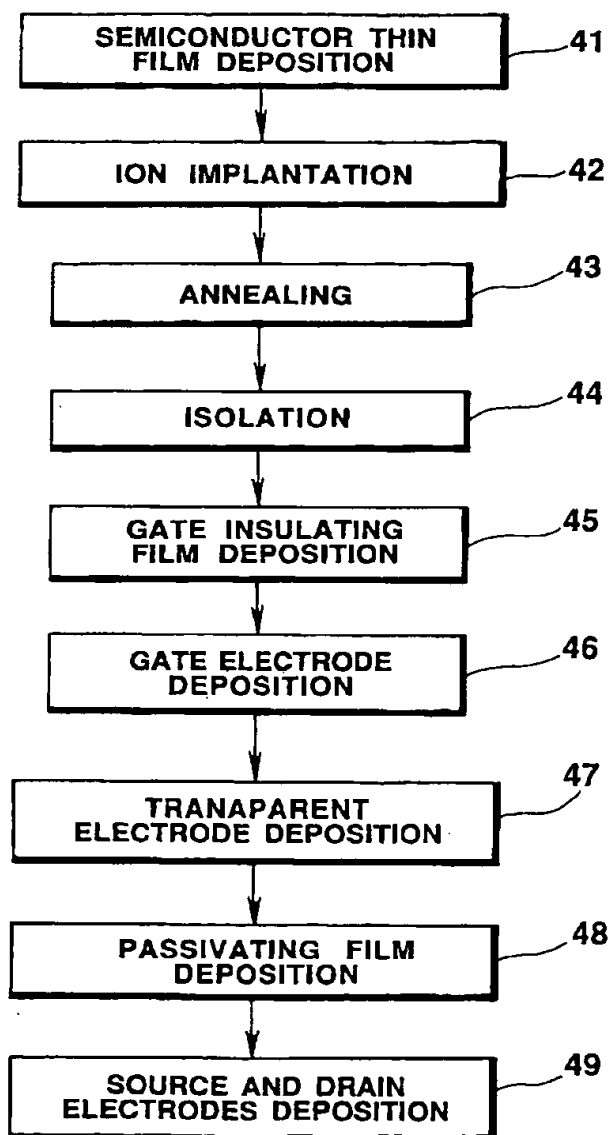 SEMICONDUCTOR THIN
FILM DEPOSITION
41
ION IMPLANTATION
42
ANNEALING
43
ISOLATION
44
GATE INSULATING
FILM DEPOSITION
45
GATE ELECTRODE
DEPOSITION
46
TRANAPARENT
ELECTRODE DEPOSITION
47
PASSIVATING FILM
DEPOSITION
48
SOURCE AND DRAIN
ELECTRODES DEPOSITION
49